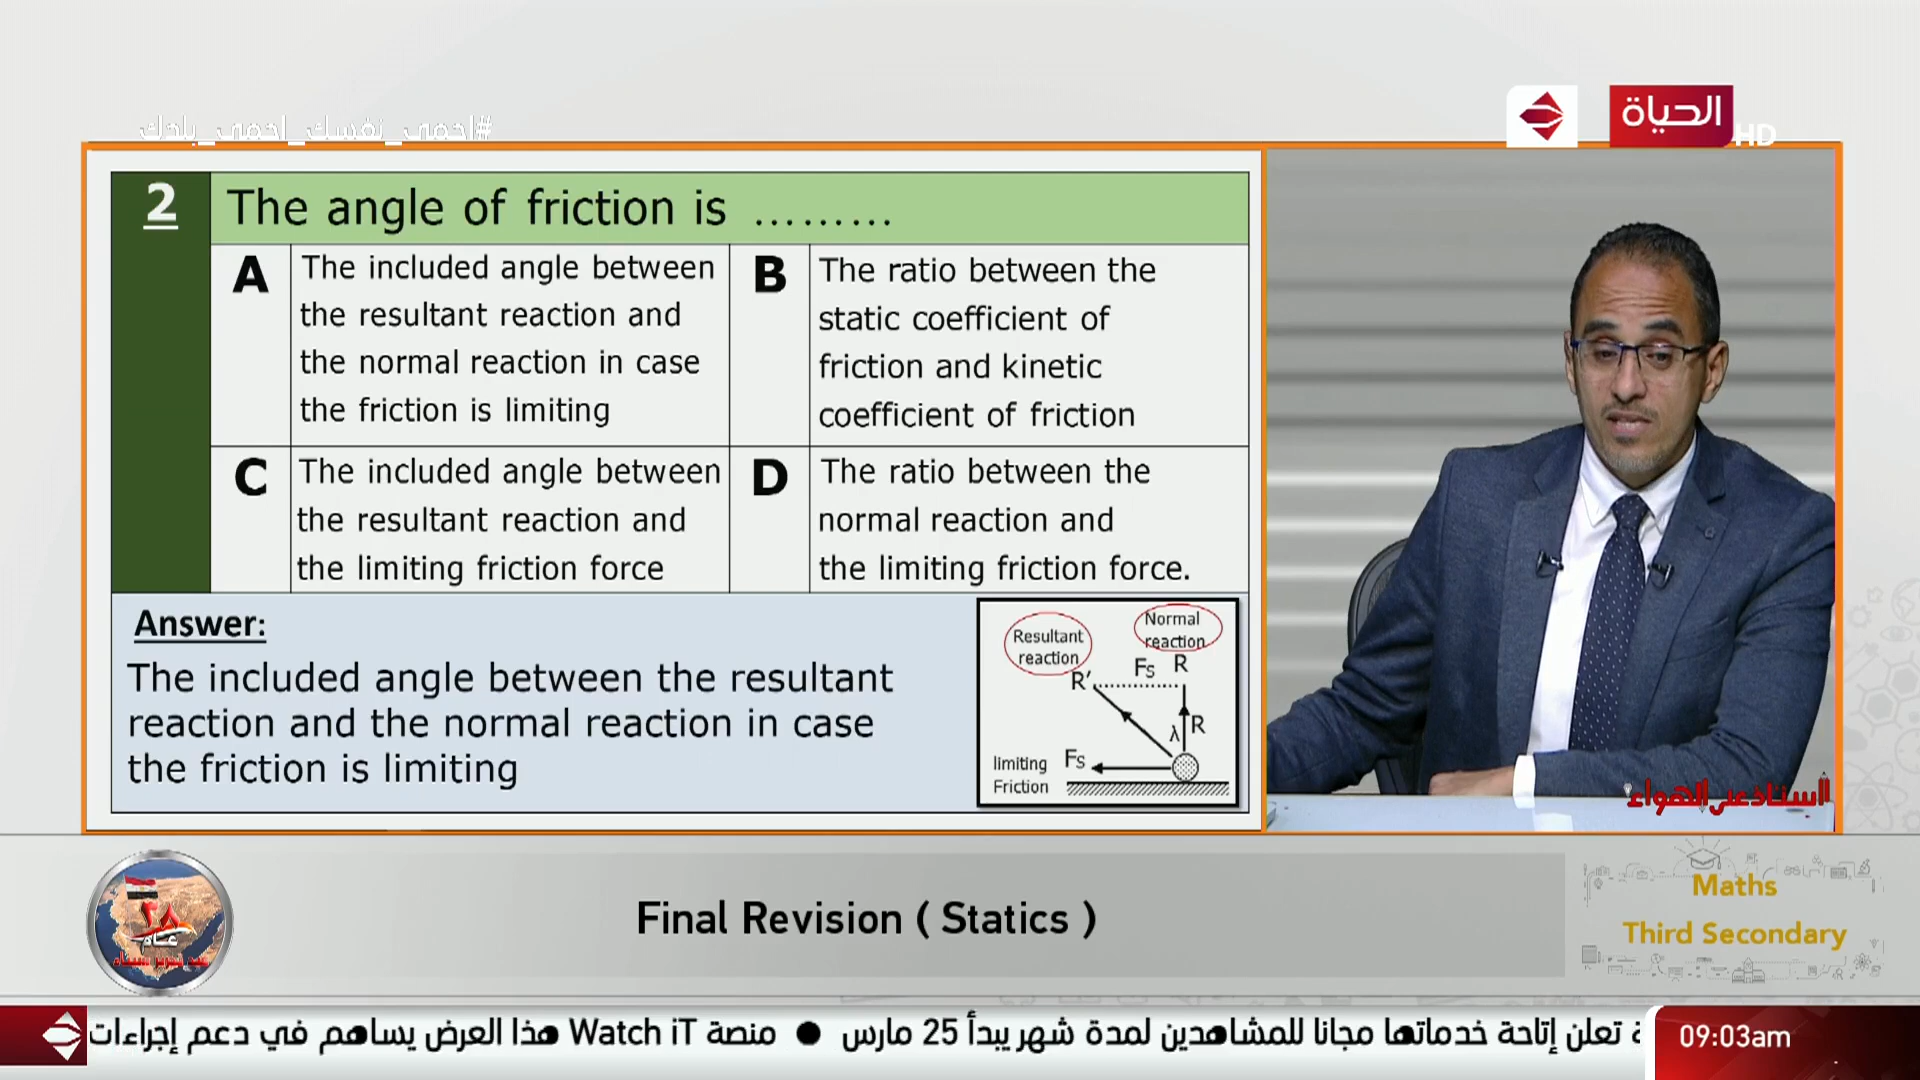 #احمي_نفسك_احمي_بلدك
الحياة
HD
2
The angle of friction is .........
A
The included angle between
the resultant reaction and
the normal reaction in case
the friction is limiting
B
The ratio between the
static coefficient of
friction and kinetic
coefficient of friction
C
The included angle between
the resultant reaction and
the limiting friction force
D
The ratio between the
normal reaction and
the limiting friction force.
Answer:
The included angle between the resultant
reaction and the normal reaction in case
the friction is limiting
Resultant
reaction
Normal
reaction
R′
Fs
R
λ
R
limiting
Friction
Fs
أستاذ على الهواء
٣٨
عام
عيد تحرير سيناء
Final Revision ( Statics )
Maths
Third Secondary
ة تعلن إتاحة خدماتها مجانا للمشاهدين لمدة شهر يبدأ 25 مارس ● منصة Watch iT هذا العرض يساهم في دعم إجراءات
09:03am